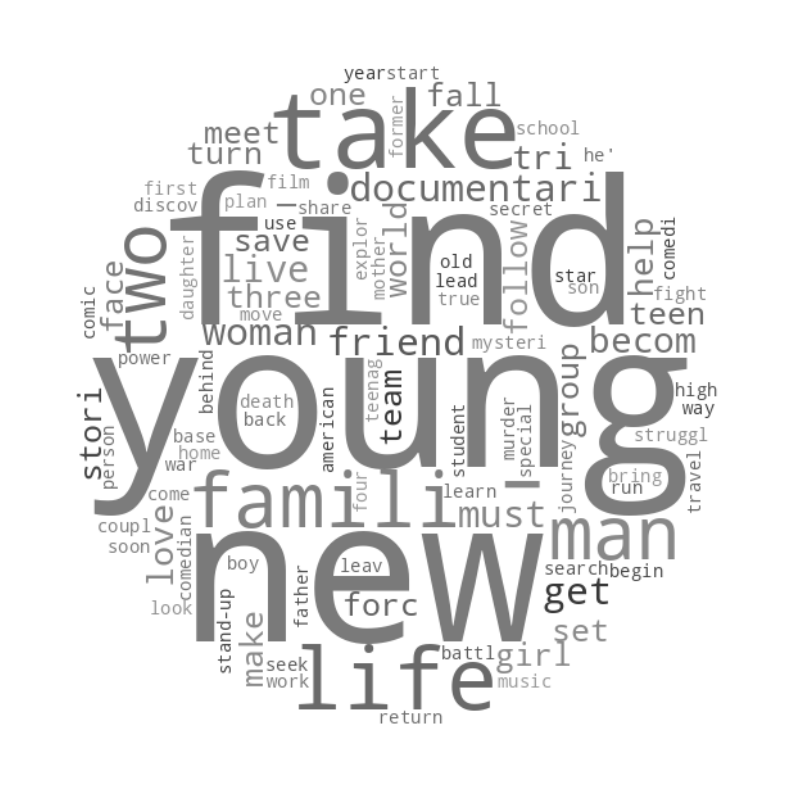 year start
one
fall
take
former
school
meet
turn
tri
he'
first
film
documentari
discov
plan
—
share
secret
find
use
two
save
explor
mother
world
old
star
follow
help
comedi
daughter
live
lead
son
face
three
true
fight
comic
move
teen
woman
friend
mysteri
becom
power
young
behind
teenag
team
group
high
stori
death
way
back
american
student
murder
special
person
base
struggl
home
war
journey
bring
travel
come
famili
four
learn
run
coupl
must
man
soon
love
comedian
new
boy
leav
search begin
look
father
forc
get
stand-up
make
set
seek
battl
girl
work
life
music
return